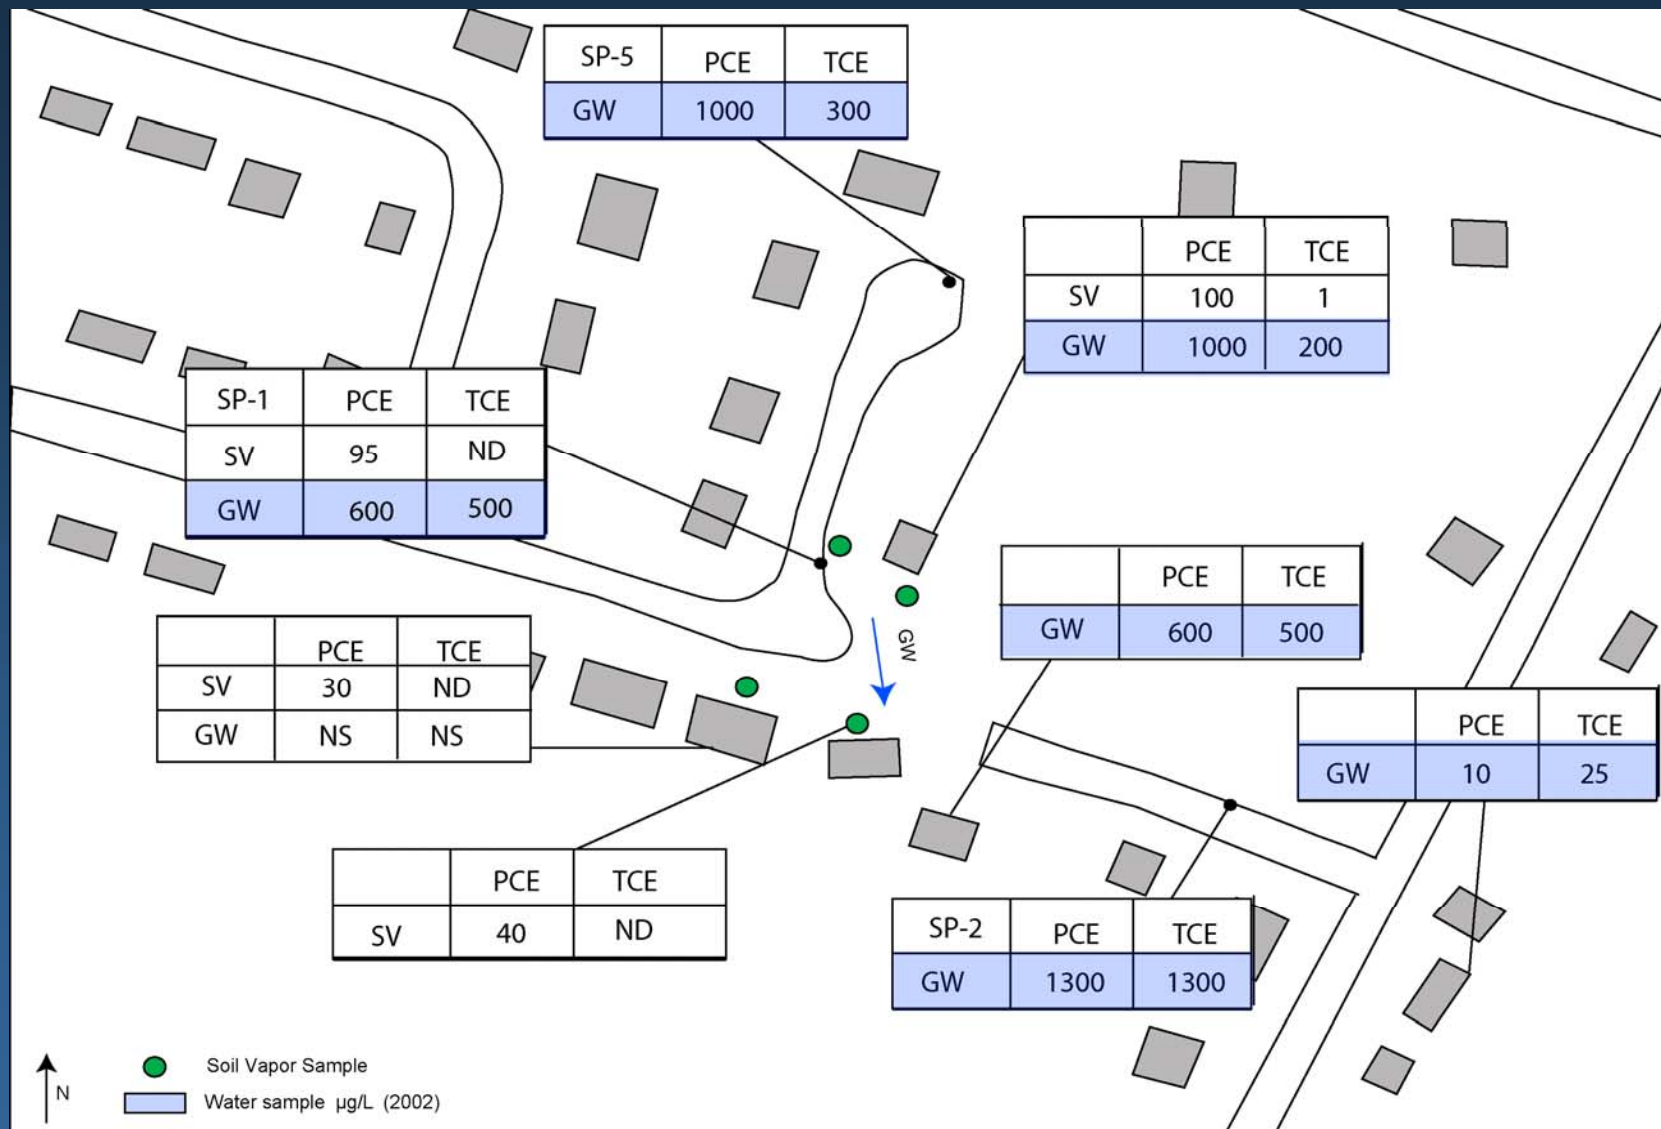 SP-5 PCE TCE
GW 1000 300
PCE TCE
SV 100 1
GW 1000 200
SP-1 PCE TCE
SV 95 ND
GW 600 500
PCE TCE
GW 600 500
GW
PCE TCE
SV 30 ND
GW NS NS
PCE TCE
GW 10 25
PCE TCE
SV 40 ND
SP-2 PCE TCE
GW 1300 1300
N
Soil Vapor Sample
Water sample µg/L (2002)